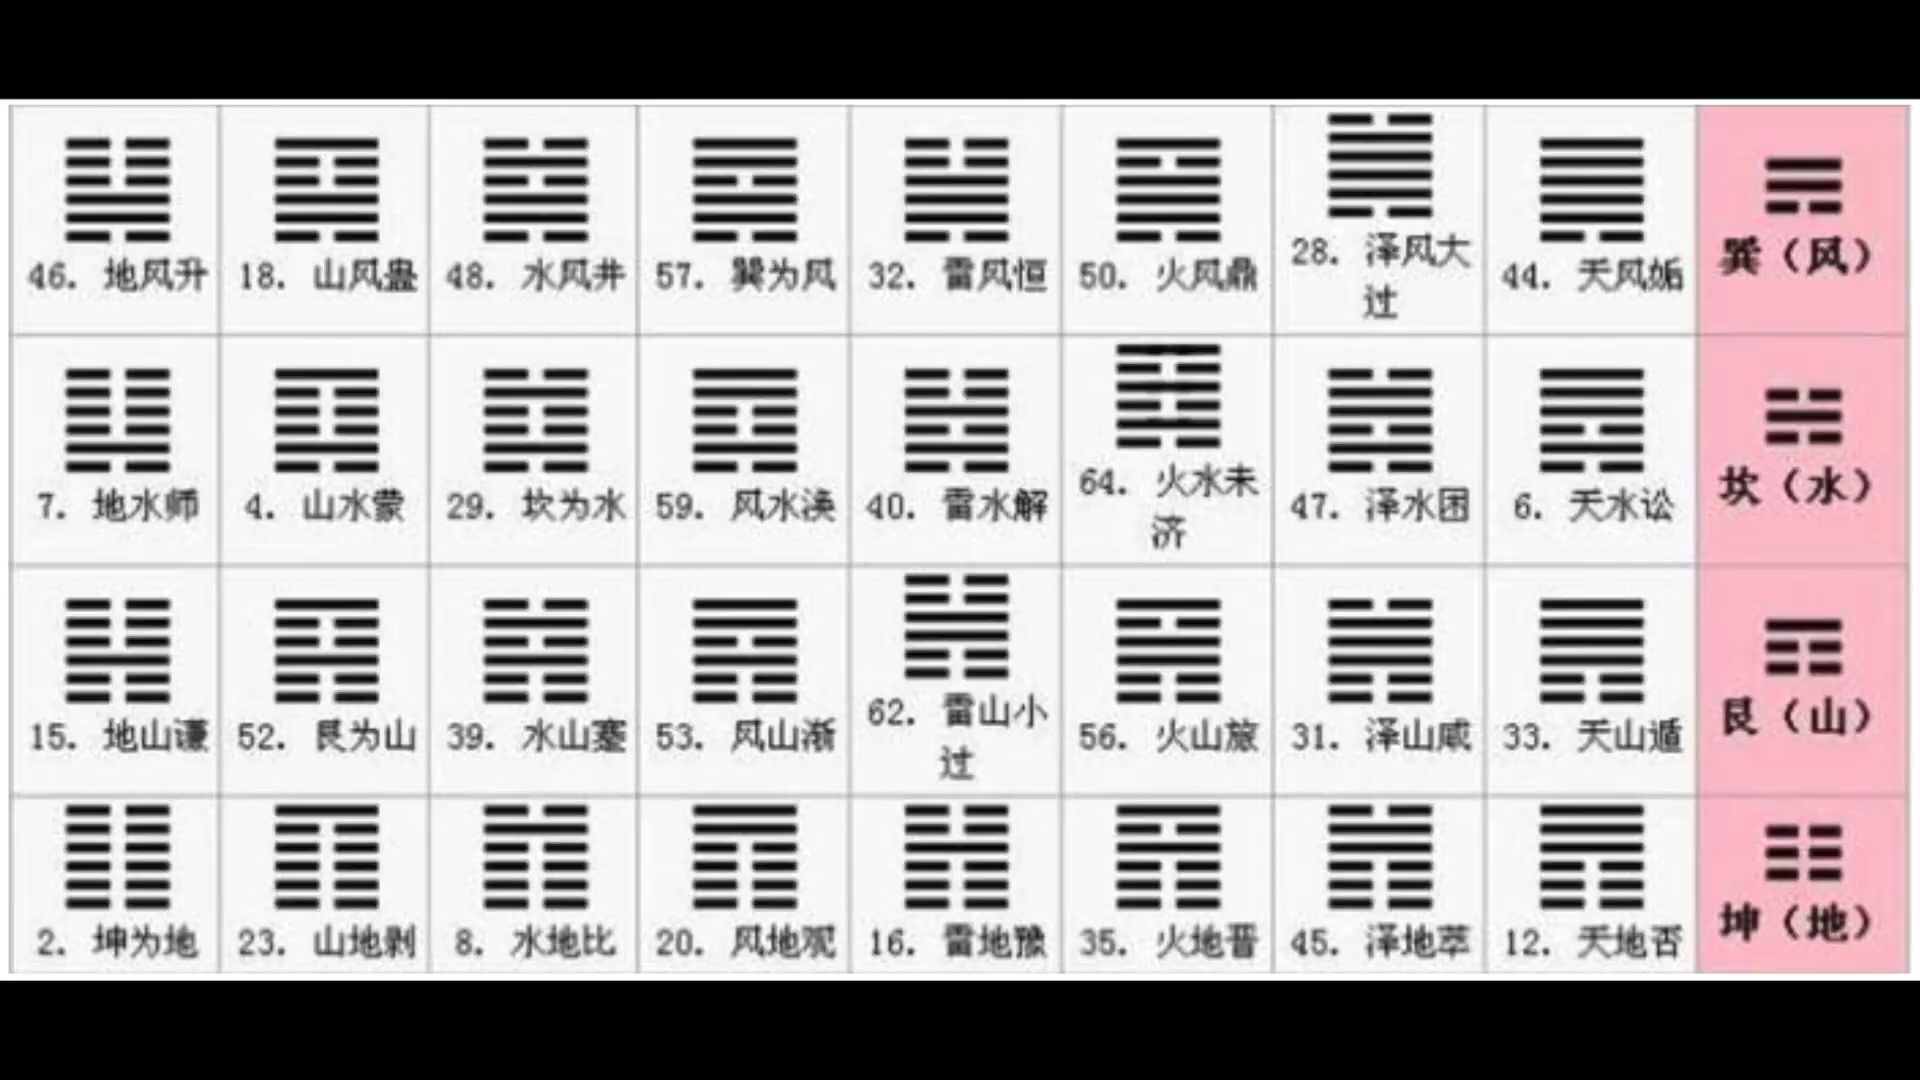 46. 地风升
18. 山风蛊
48. 水风井
57. 巽为风
32. 雷风恒
50. 火风鼎
28. 泽风大
过
44. 天风姤
巽（风）
7. 地水师
4. 山水蒙
29. 坎为水
59. 风水涣
40. 雷水解
64. 火水未
济
47. 泽水困
6. 天水讼
坎（水）
15. 地山谦
52. 艮为山
39. 水山蹇
53. 风山渐
62. 雷山小
过
56. 火山旅
31. 泽山咸
33. 天山遁
艮（山）
2. 坤为地
23. 山地剥
8. 水地比
20. 风地观
16. 雷地豫
35. 火地晋
45. 泽地萃
12. 天地否
坤（地）